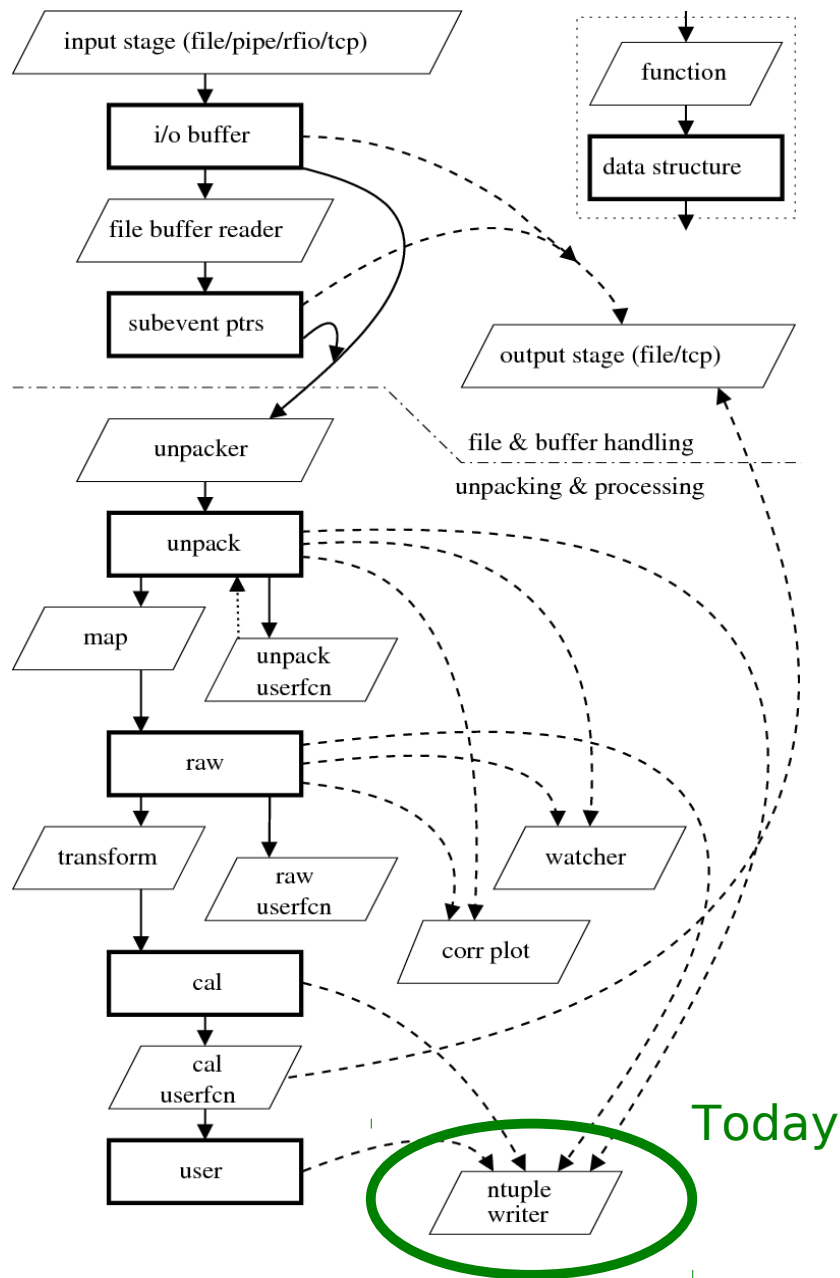 input stage (file/pipe/rfio/tcp)
function
i/o buffer
data structure
file buffer reader
subevent ptrs
output stage (file/tcp)
unpacker
file & buffer handling
unpacking & processing
unpack
map
unpack
userfcn
raw
transform
raw
userfcn
watcher
corr plot
cal
cal
userfcn
Today
user
ntuple
writer